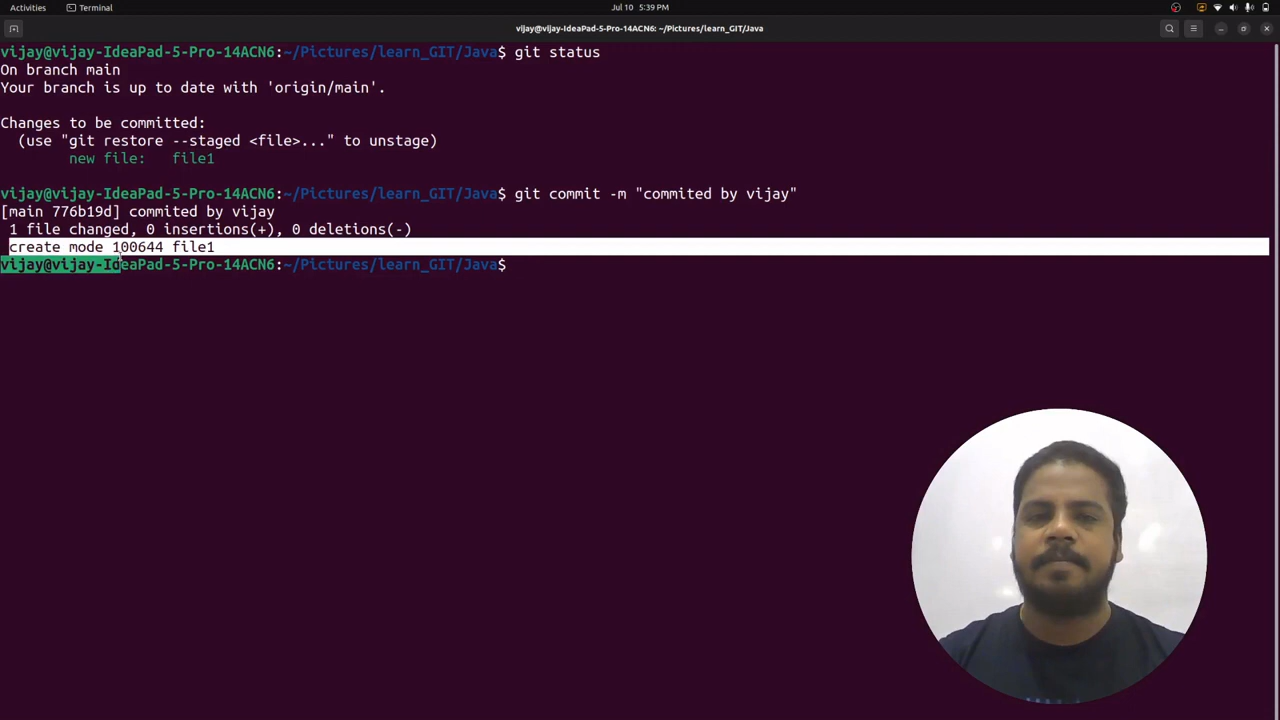 Activities
Terminal
Jul 10 5:39 PM
vijay@vijay-IdeaPad-5-Pro-14ACN6: ~/Pictures/learn_GIT/Java
vijay@vijay-IdeaPad-5-Pro-14ACN6:~/Pictures/learn_GIT/Java$ git status
On branch main
Your branch is up to date with 'origin/main'.
Changes to be committed:
(use "git restore --staged <file>..." to unstage)
new file: file1
vijay@vijay-IdeaPad-5-Pro-14ACN6:~/Pictures/learn_GIT/Java$ git commit -m "commited by vijay"
[main 776b19d] commited by vijay
1 file changed, 0 insertions(+), 0 deletions(-)
create mode 100644 file1
vijay@vijay-IdeaPad-5-Pro-14ACN6:~/Pictures/learn_GIT/Java$